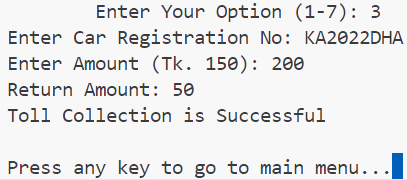 Enter Your Option (1-7): 3
Enter Car Registration No: KA2022DHA
Enter Amount (Tk. 150): 200
Return Amount: 50
Toll Collection is Successful
Press any key to go to main menu...